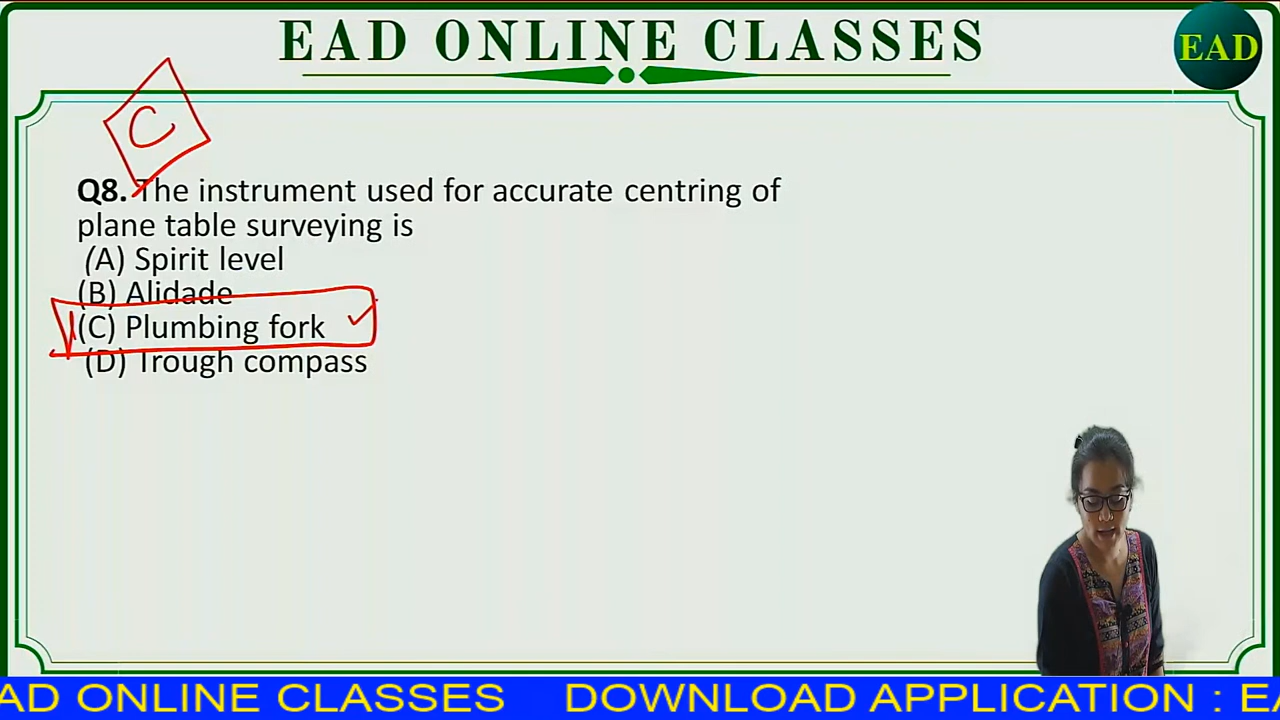 EAD ONLINE CLASSES
EAD
C
Q8. The instrument used for accurate centring of
plane table surveying is
(A) Spirit level
(B) Alidade
(C) Plumbing fork
(D) Trough compass
AD ONLINE CLASSES DOWNLOAD APPLICATION : EA